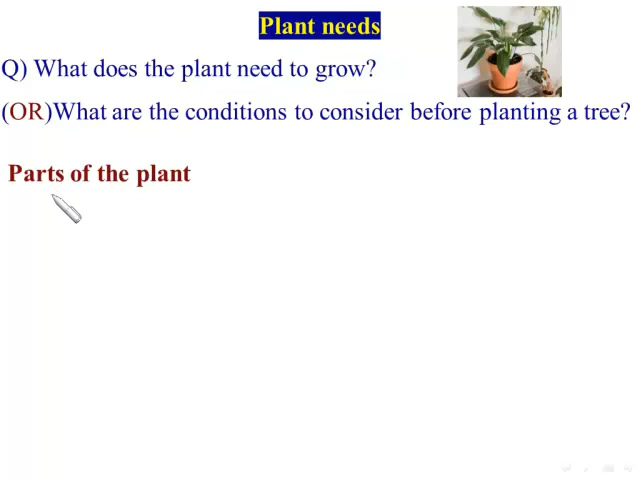 Plant needs
Q) What does the plant need to grow?
(OR)What are the conditions to consider before planting a tree?
Parts of the plant